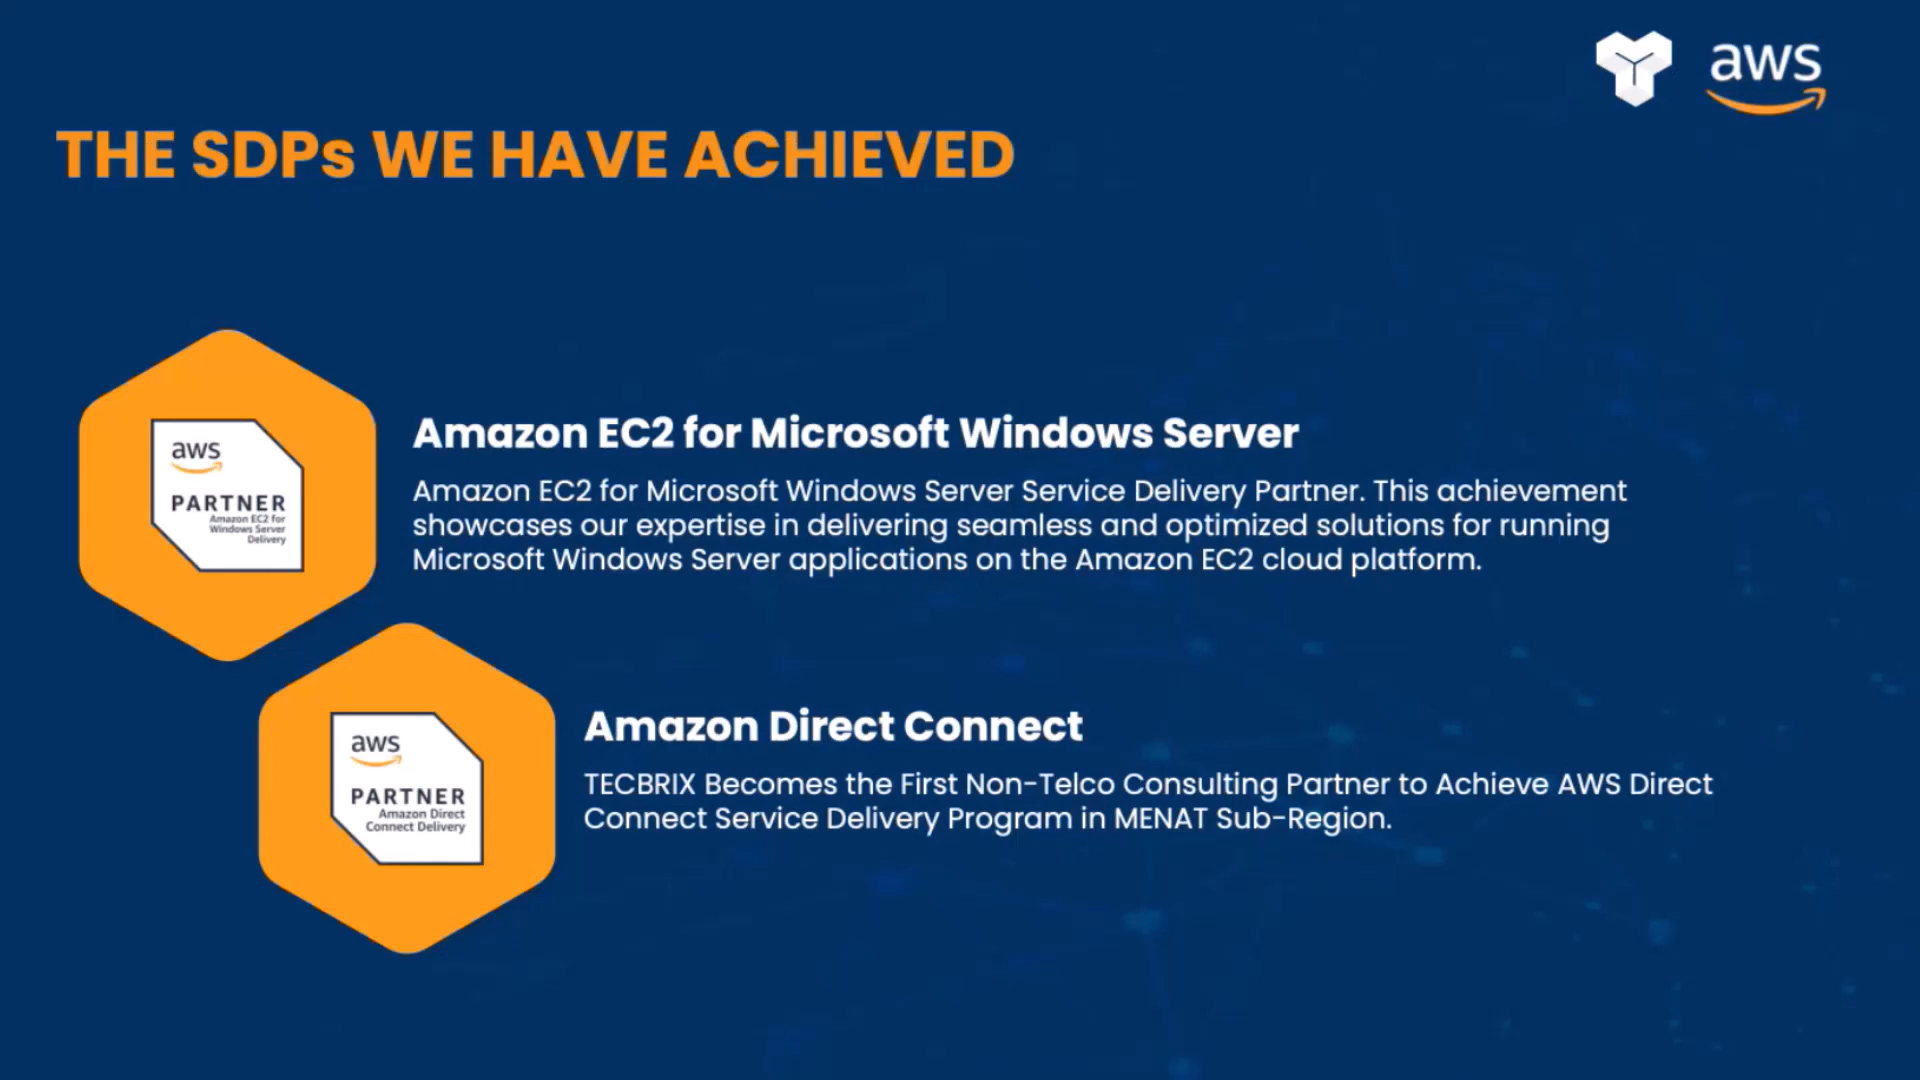 aws
THE SDPs WE HAVE ACHIEVED
aws
PARTNER
Amazon EC2 for
Windows Server
Delivery
Amazon EC2 for Microsoft Windows Server
Amazon EC2 for Microsoft Windows Server Service Delivery Partner. This achievement
showcases our expertise in delivering seamless and optimized solutions for running
Microsoft Windows Server applications on the Amazon EC2 cloud platform.
aws
PARTNER
Amazon Direct
Connect Delivery
Amazon Direct Connect
TECBRIX Becomes the First Non-Telco Consulting Partner to Achieve AWS Direct
Connect Service Delivery Program in MENAT Sub-Region.